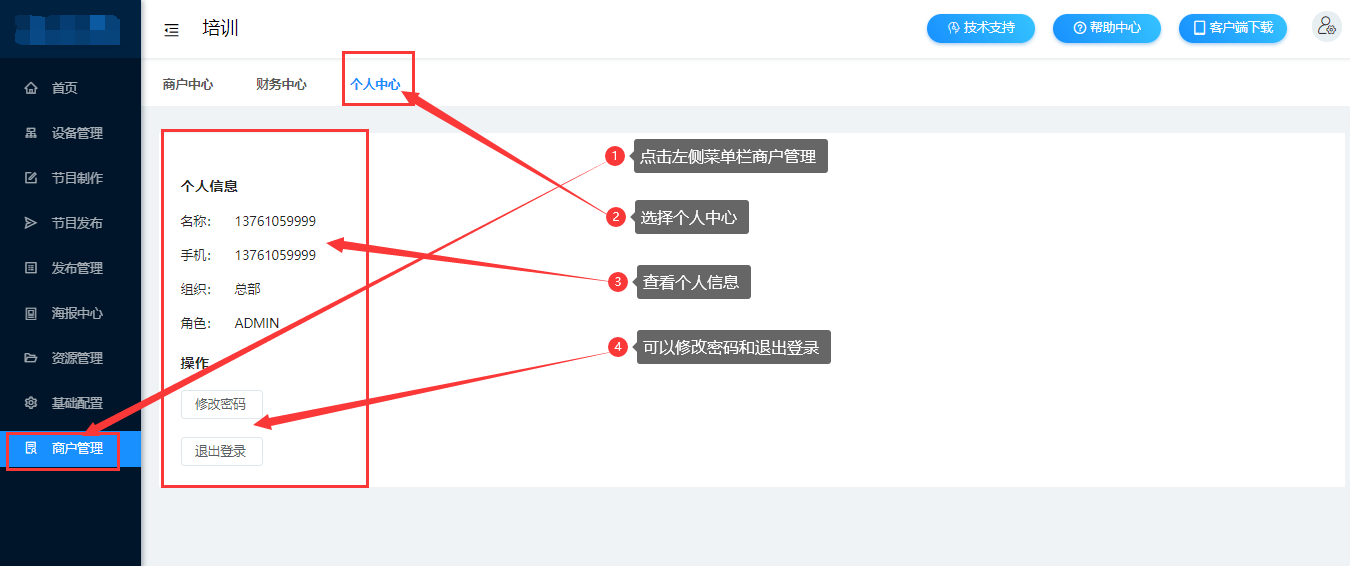 培训
技术支持
帮助中心
客户端下载
首页
设备管理
节目制作
节目发布
发布管理
海报中心
资源管理
基础配置
商户管理
商户中心
财务中心
个人中心
个人信息
名称： 13761059999
手机： 13761059999
组织： 总部
角色： ADMIN
操作
修改密码
退出登录
1 点击左侧菜单栏商户管理
2 选择个人中心
3 查看个人信息
4 可以修改密码和退出登录